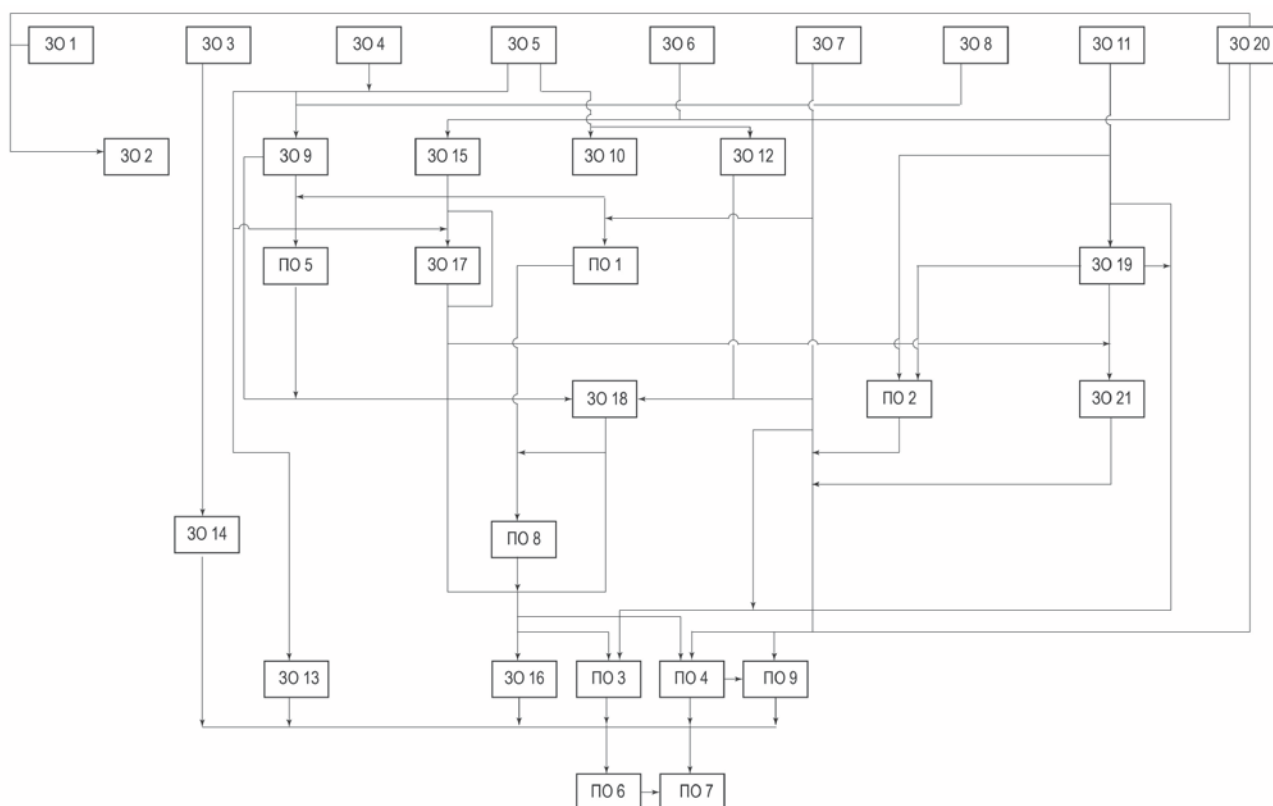 ЗО 1 ЗО 3 ЗО 4 ЗО 5 ЗО 6 ЗО 7 ЗО 8 ЗО 11 ЗО 20
ЗО 2 ЗО 9 ЗО 15 ЗО 10 ЗО 12
ПО 5 ЗО 17 ПО 1 ЗО 19
ЗО 18 ПО 2 ЗО 21
ЗО 14 ПО 8
ЗО 13 ЗО 16 ПО 3 ПО 4 ПО 9
ПО 6 ПО 7